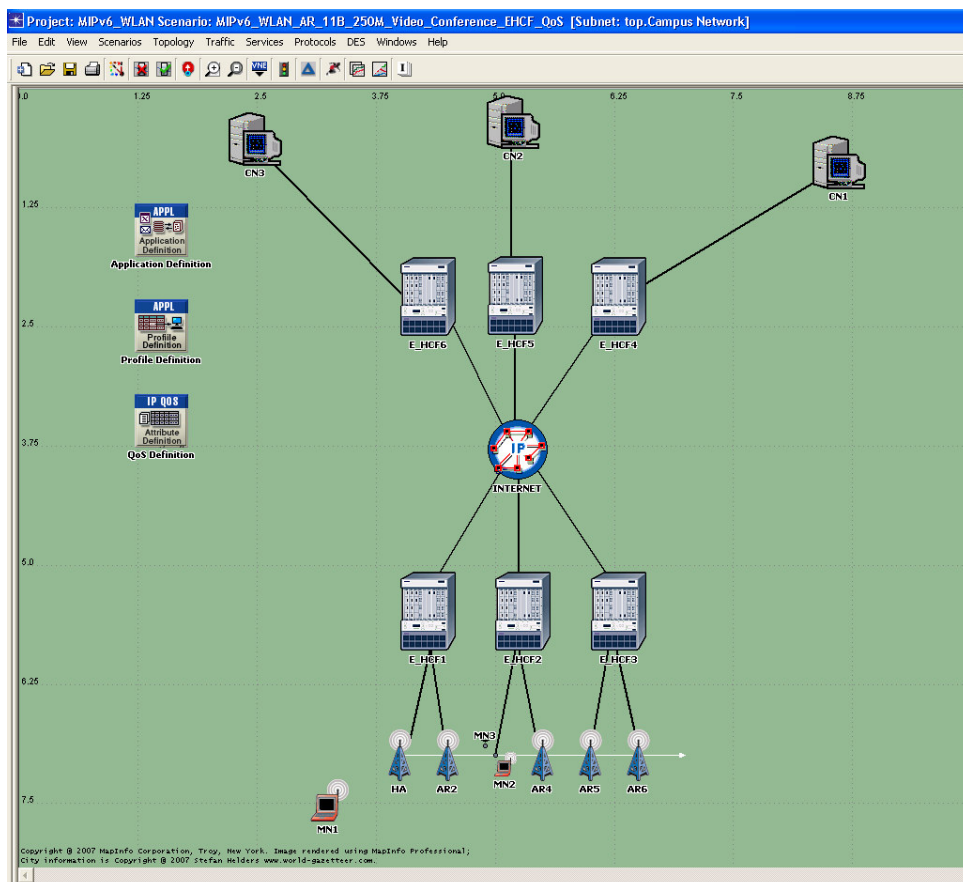 Project: MIPv6_WLAN Scenario: MIPv6_WLAN_AR_11B_250M_Video_Conference_EHCF_QoS [Subnet: top.Campus Network]
File Edit View Scenarios Topology Traffic Services Protocols DES Windows Help
VNE
0.0 1.25 2.5 3.75 5.0 6.25 7.5 8.75
CN3
CN2
CN1
1.25
APPL
Application
Definition
Application Definition
APPL
Profile
Definition
Profile Definition
E_HCF6
E_HCF5
E_HCF4
2.5
IP QOS
Attribute
Definition
QoS Definition
3.75
IP
INTERNET
5.0
E_HCF1
E_HCF2
E_HCF3
6.25
MN3
HA
AR2
MN2
AR4
AR5
AR6
7.5
MN1
Copyright @ 2007 MapInfo Corporation, Troy, New York. Image rendered using MapInfo Professional;
City information is Copyright @ 2007 Stefan Helders www.world-gazetteer.com.